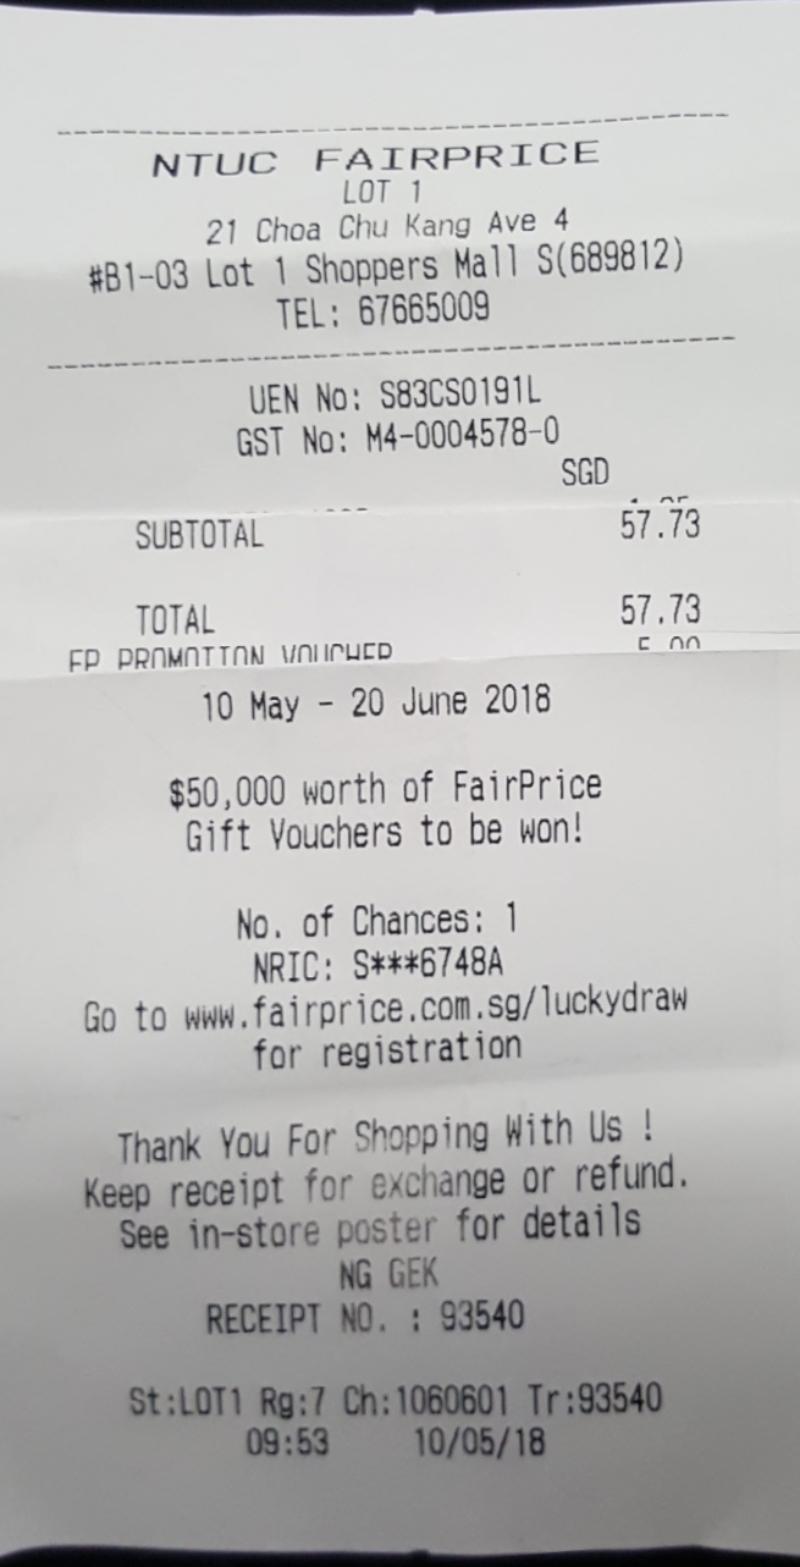 NTUC FAIRPRICE
LOT 1
21 Choa Chu Kang Ave 4
#B1-03 Lot 1 Shoppers Mall S(689812)
TEL: 67665009
UEN No: S83CS0191L
GST No: M4-0004578-0
SGD
SUBTOTAL 57.73
TOTAL 57.73
FP PROMOTION VOUCHER 5.00
10 May - 20 June 2018
$50,000 worth of FairPrice
Gift Vouchers to be won!
No. of Chances: 1
NRIC: S***6748A
Go to www.fairprice.com.sg/luckydraw
for registration
Thank You For Shopping With Us !
Keep receipt for exchange or refund.
See in-store poster for details
NG GEK
RECEIPT NO. : 93540
St:LOT1 Rg:7 Ch:1060601 Tr:93540
09:53 10/05/18